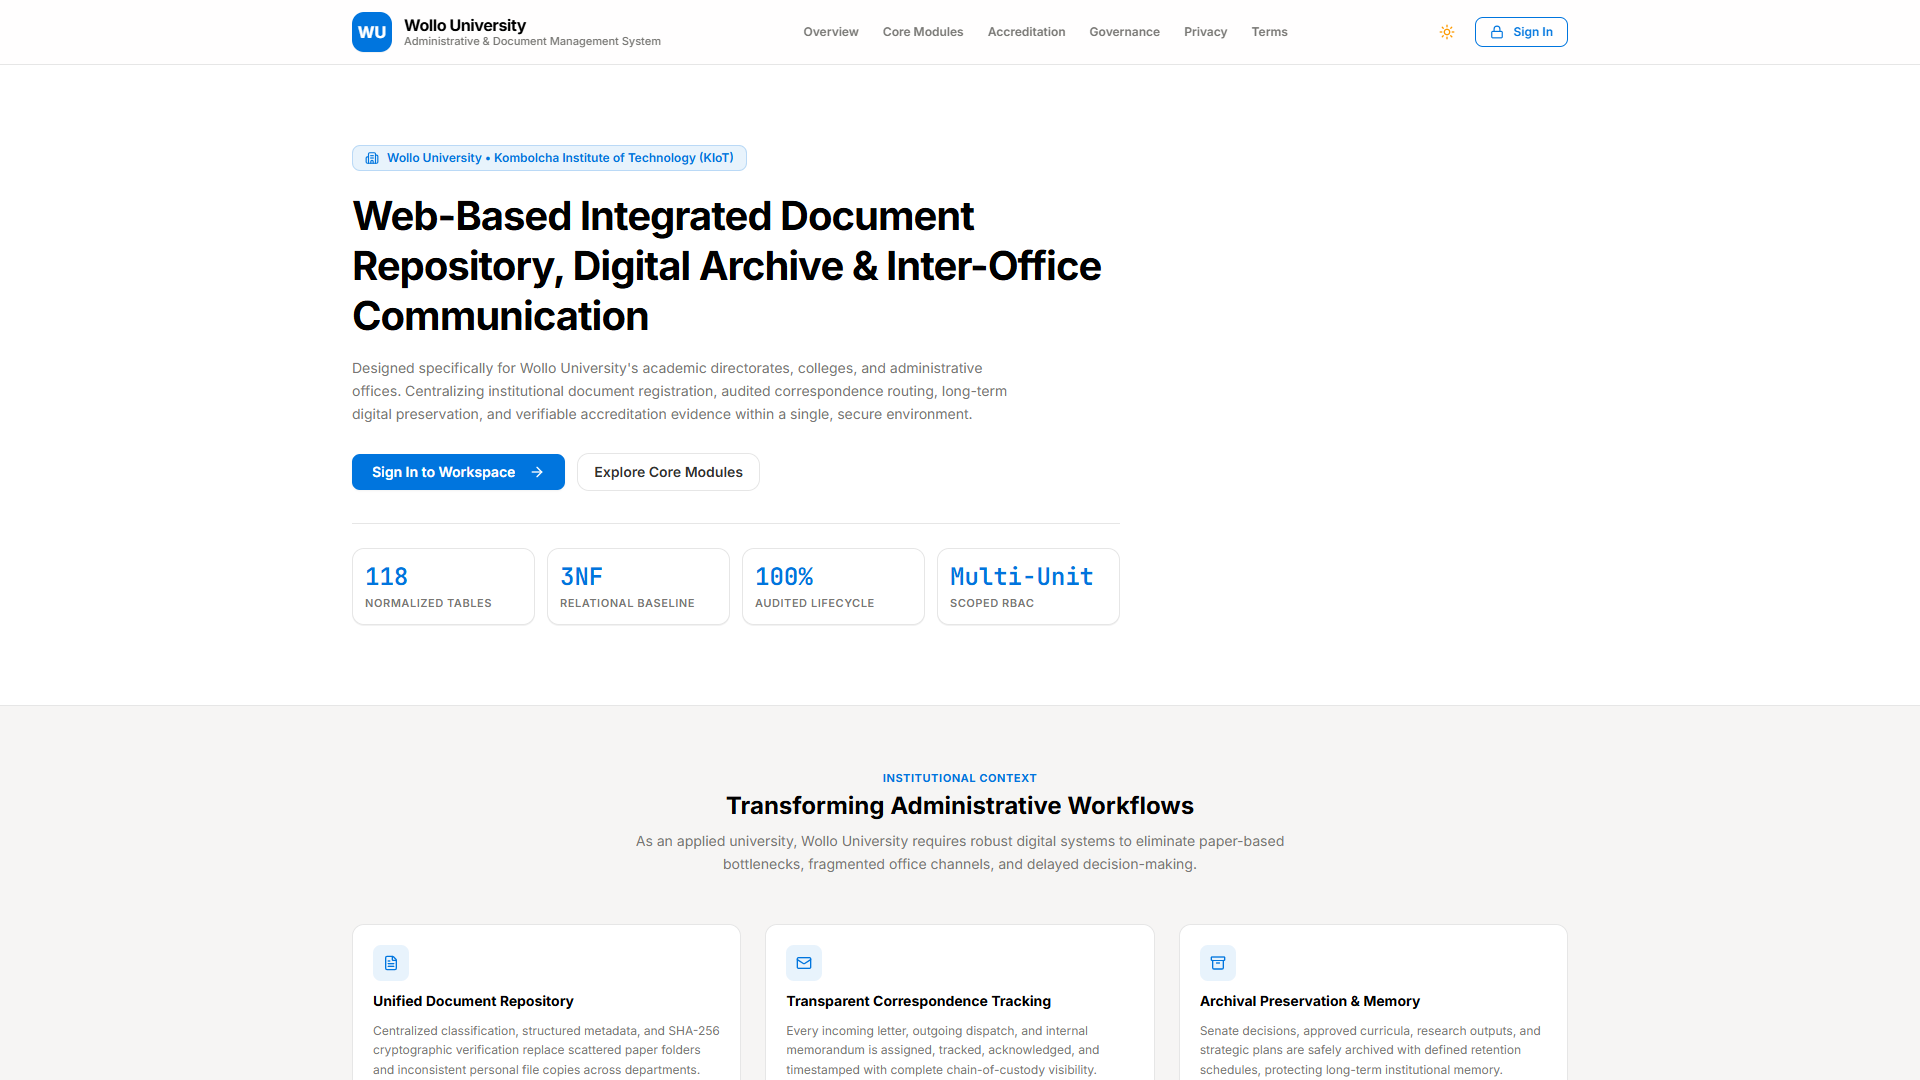 WU
Wollo University
Administrative & Document Management System
Overview
Core Modules
Accreditation
Governance
Privacy
Terms
Sign In
Wollo University • Kombolcha Institute of Technology (KIoT)
Web-Based Integrated Document
Repository, Digital Archive & Inter-Office
Communication
Designed specifically for Wollo University's academic directorates, colleges, and administrative
offices. Centralizing institutional document registration, audited correspondence routing, long-term
digital preservation, and verifiable accreditation evidence within a single, secure environment.
Sign In to Workspace
Explore Core Modules
118
NORMALIZED TABLES
3NF
RELATIONAL BASELINE
100%
AUDITED LIFECYCLE
Multi-Unit
SCOPED RBAC
INSTITUTIONAL CONTEXT
Transforming Administrative Workflows
As an applied university, Wollo University requires robust digital systems to eliminate paper-based
bottlenecks, fragmented office channels, and delayed decision-making.
Unified Document Repository
Centralized classification, structured metadata, and SHA-256
cryptographic verification replace scattered paper folders
and inconsistent personal file copies across departments.
Transparent Correspondence Tracking
Every incoming letter, outgoing dispatch, and internal
memorandum is assigned, tracked, acknowledged, and
timestamped with complete chain-of-custody visibility.
Archival Preservation & Memory
Senate decisions, approved curricula, research outputs, and
strategic plans are safely archived with defined retention
schedules, protecting long-term institutional memory.